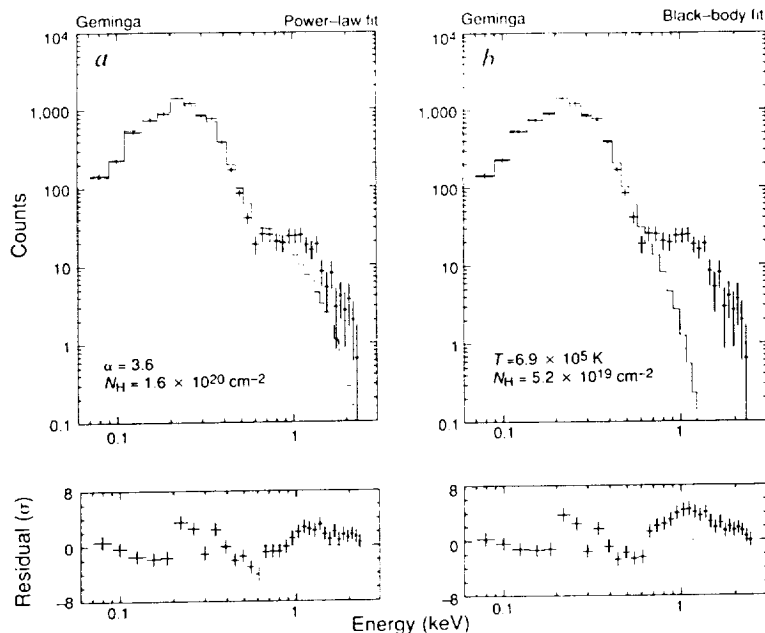 Geminga Power–law fit
Geminga Black–body fit
a
b
10⁴
1,000
100
10
1
0.1
Counts
α = 3.6
N_H = 1.6 × 10²⁰ cm⁻²
0.1 1
10⁴
1,000
100
10
1
0.1
T = 6.9 × 10⁵ K
N_H = 5.2 × 10¹⁹ cm⁻²
0.1 1
Residual (σ)
8
0
−8
0.1 1
8
4
0
−4
−8
0.1 1
Energy (keV)